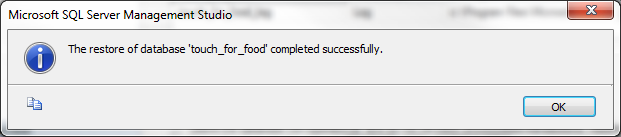 Microsoft SQL Server Management Studio
The restore of database 'touch_for_food' completed successfully.
OK